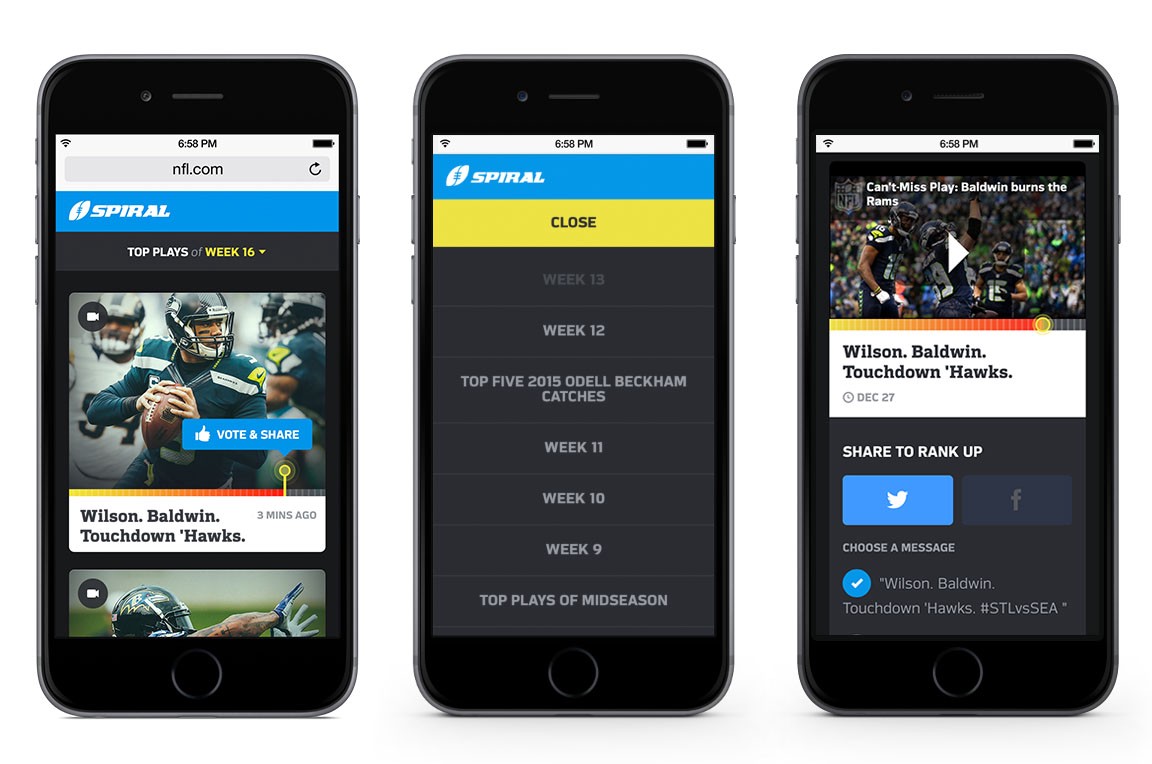 6:58 PM
nfl.com
SPIRAL
TOP PLAYS of WEEK 16
VOTE & SHARE
Wilson. Baldwin.
3 MINS AGO
Touchdown 'Hawks.
6:58 PM
SPIRAL
CLOSE
WEEK 13
WEEK 12
TOP FIVE 2015 ODELL BECKHAM
CATCHES
WEEK 11
WEEK 10
WEEK 9
TOP PLAYS OF MIDSEASON
6:58 PM
NFL
Can't-Miss Play: Baldwin burns the
Rams
15
Wilson. Baldwin.
Touchdown 'Hawks.
DEC 27
SHARE TO RANK UP
CHOOSE A MESSAGE
"Wilson. Baldwin.
Touchdown 'Hawks. #STLvsSEA "